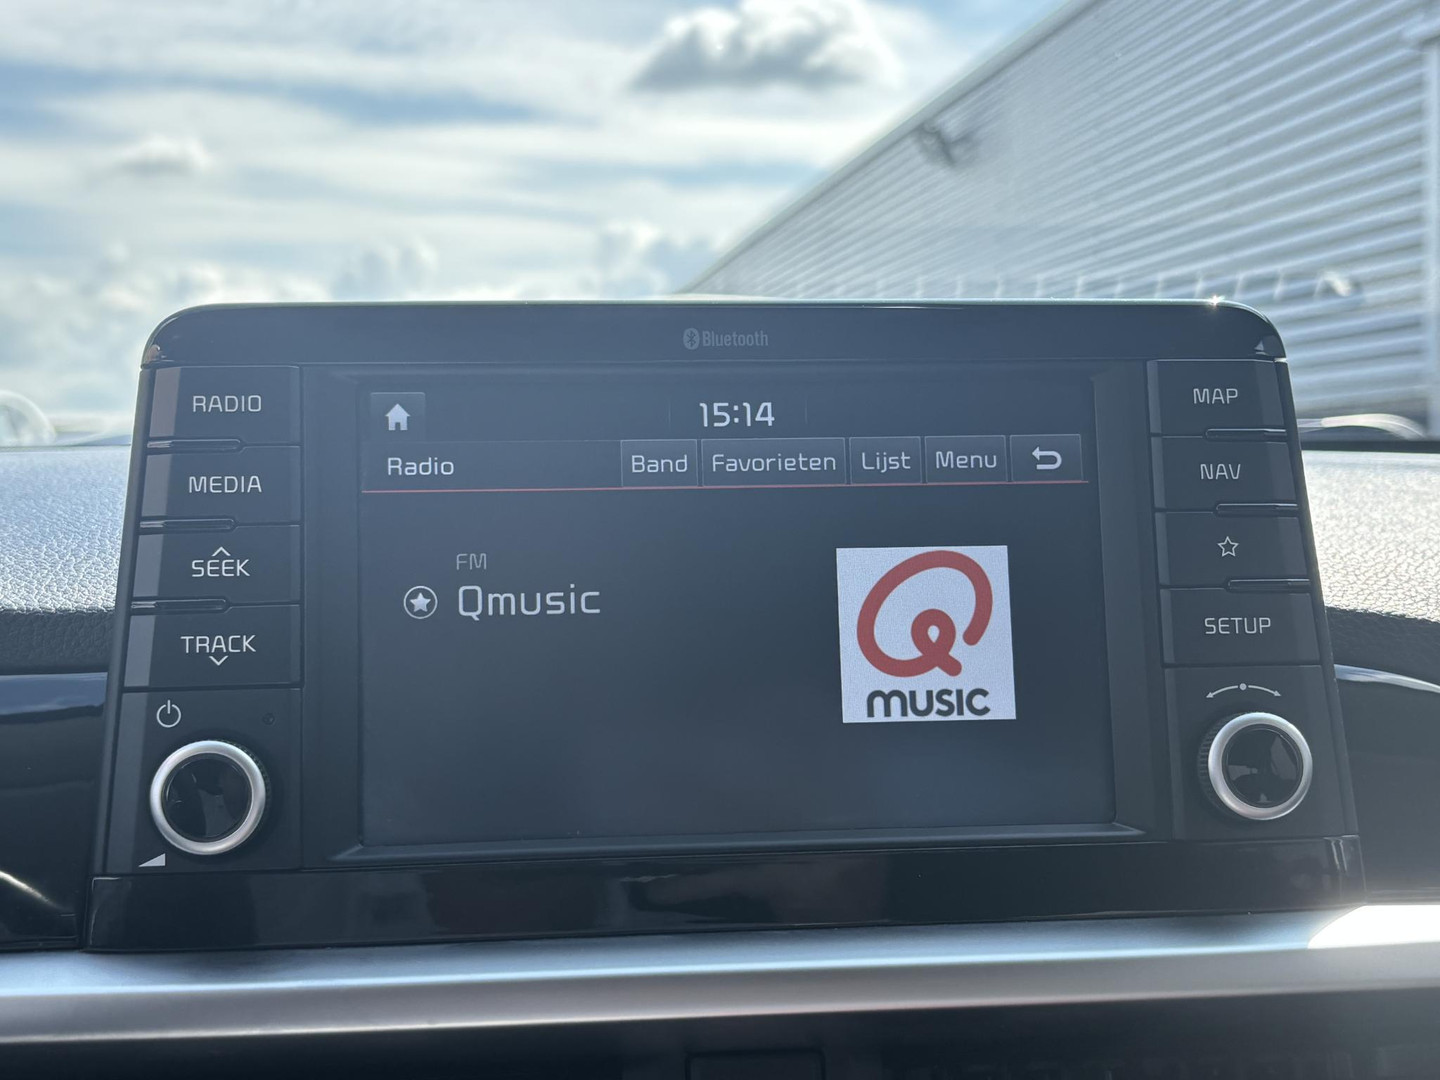 Bluetooth
RADIO
MEDIA
SEEK
TRACK
15:14
Radio
Band
Favorieten
Lijst
Menu
FM
Qmusic
Q
MUSIC
MAP
NAV
SETUP